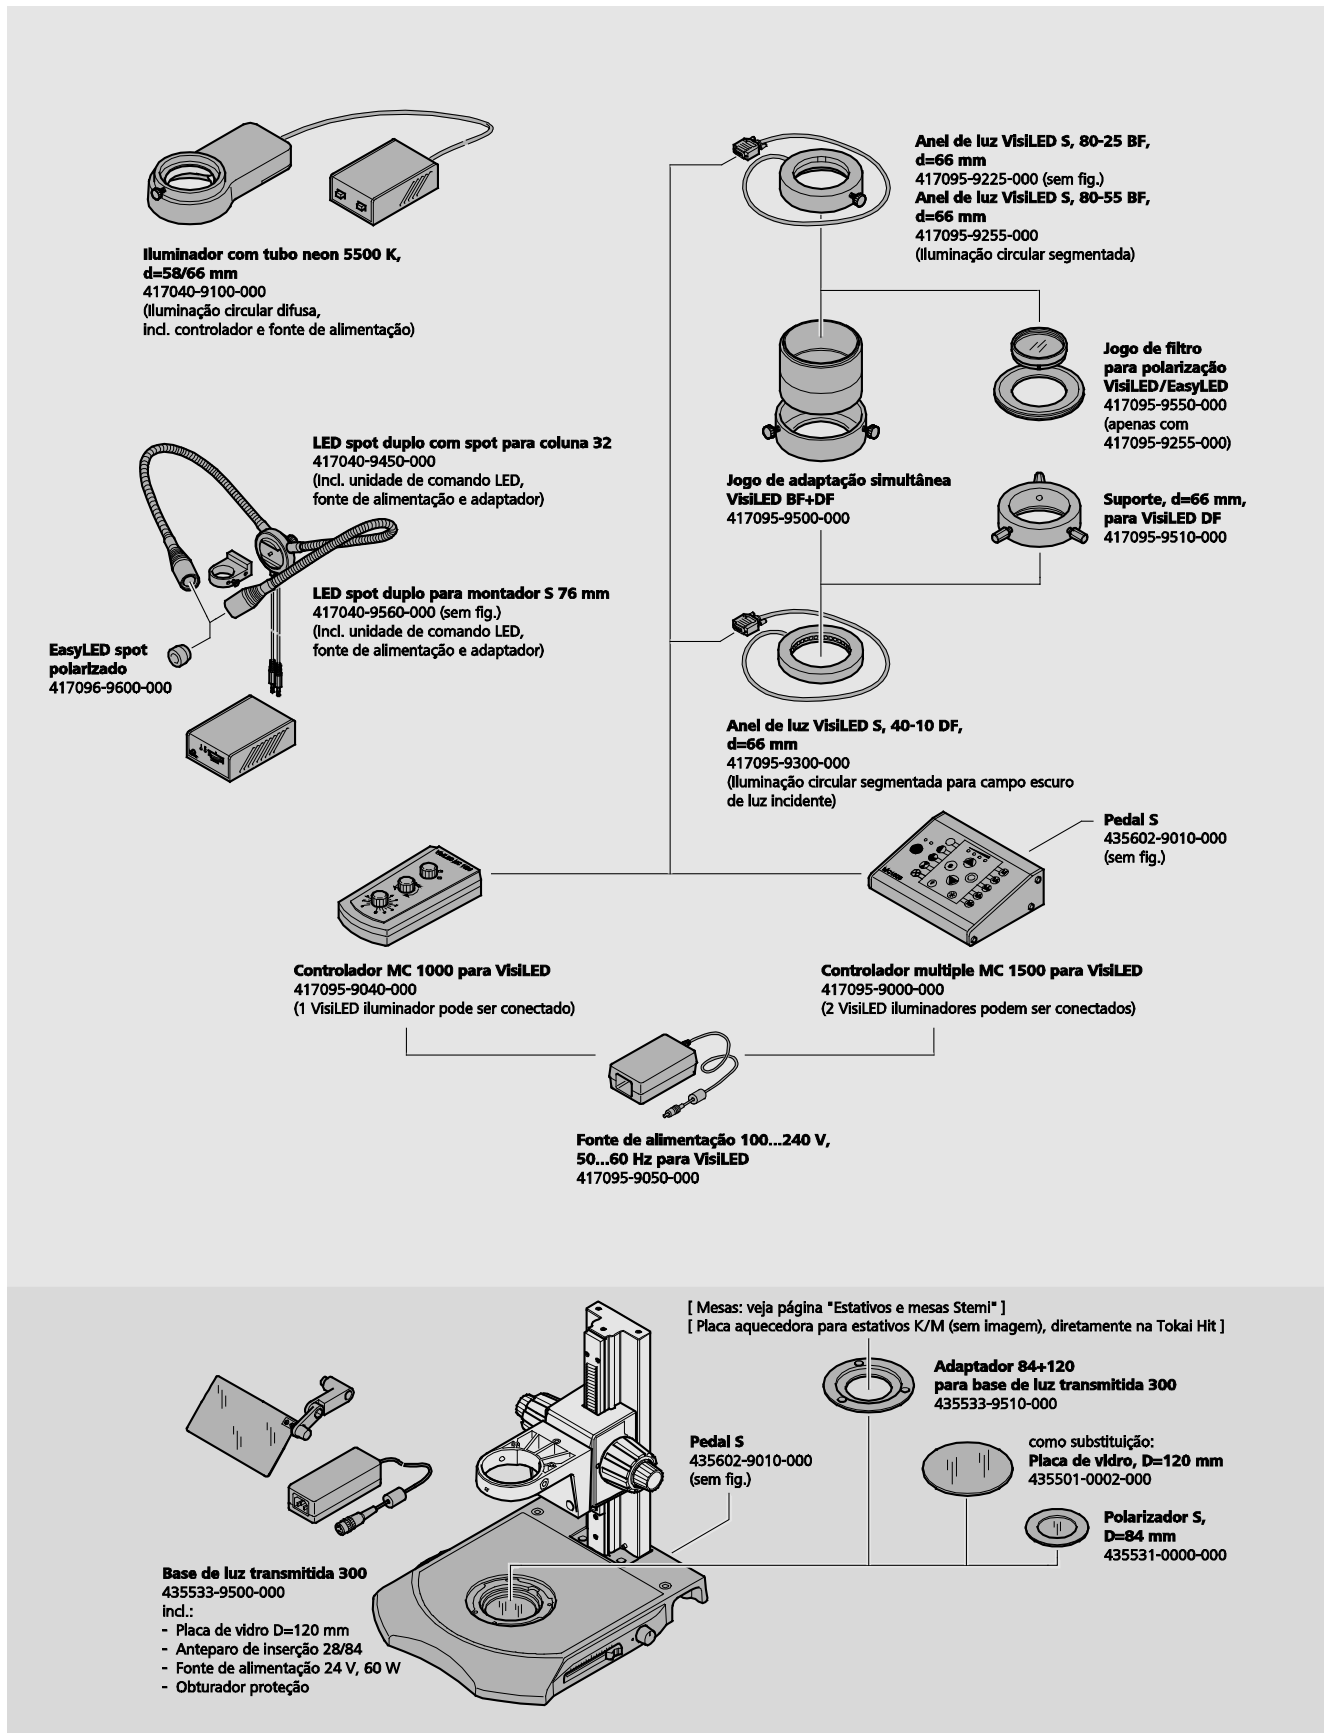 Anel de luz VisiLED S, 80-25 BF,
d=66 mm
417095-9225-000 (sem fig.)
Anel de luz VisiLED S, 80-55 BF,
d=66 mm
417095-9255-000
(Iluminação circular segmentada)
Iluminador com tubo neon 5500 K,
d=58/66 mm
417040-9100-000
(Iluminação circular difusa,
incl. controlador e fonte de alimentação)
Jogo de filtro
para polarização
VisiLED/EasyLED
417095-9550-000
(apenas com
417095-9255-000)
LED spot duplo com spot para coluna 32
417040-9450-000
(Incl. unidade de comando LED,
fonte de alimentação e adaptador)
Jogo de adaptação simultânea
VisiLED BF+DF
417095-9500-000
Suporte, d=66 mm,
para VisiLED DF
417095-9510-000
LED spot duplo para montador S 76 mm
417040-9560-000 (sem fig.)
(Incl. unidade de comando LED,
fonte de alimentação e adaptador)
EasyLED spot
polarizado
417096-9600-000
Anel de luz VisiLED S, 40-10 DF,
d=66 mm
417095-9300-000
(Iluminação circular segmentada para campo escuro
de luz incidente)
Pedal S
435602-9010-000
(sem fig.)
Controlador MC 1000 para VisiLED
417095-9040-000
(1 VisiLED iluminador pode ser conectado)
Controlador multiple MC 1500 para VisiLED
417095-9000-000
(2 VisiLED iluminadores podem ser conectados)
Fonte de alimentação 100...240 V,
50...60 Hz para VisiLED
417095-9050-000
[ Mesas: veja página "Estativos e mesas Stemi" ]
[ Placa aquecedora para estativos K/M (sem imagem), diretamente na Tokai Hit ]
Adaptador 84+120
para base de luz transmitida 300
435533-9510-000
Pedal S
435602-9010-000
(sem fig.)
como substituição:
Placa de vidro, D=120 mm
435501-0002-000
Polarizador S,
D=84 mm
435531-0000-000
Base de luz transmitida 300
435533-9500-000
incl.:
- Placa de vidro D=120 mm
- Anteparo de inserção 28/84
- Fonte de alimentação 24 V, 60 W
- Obturador proteção